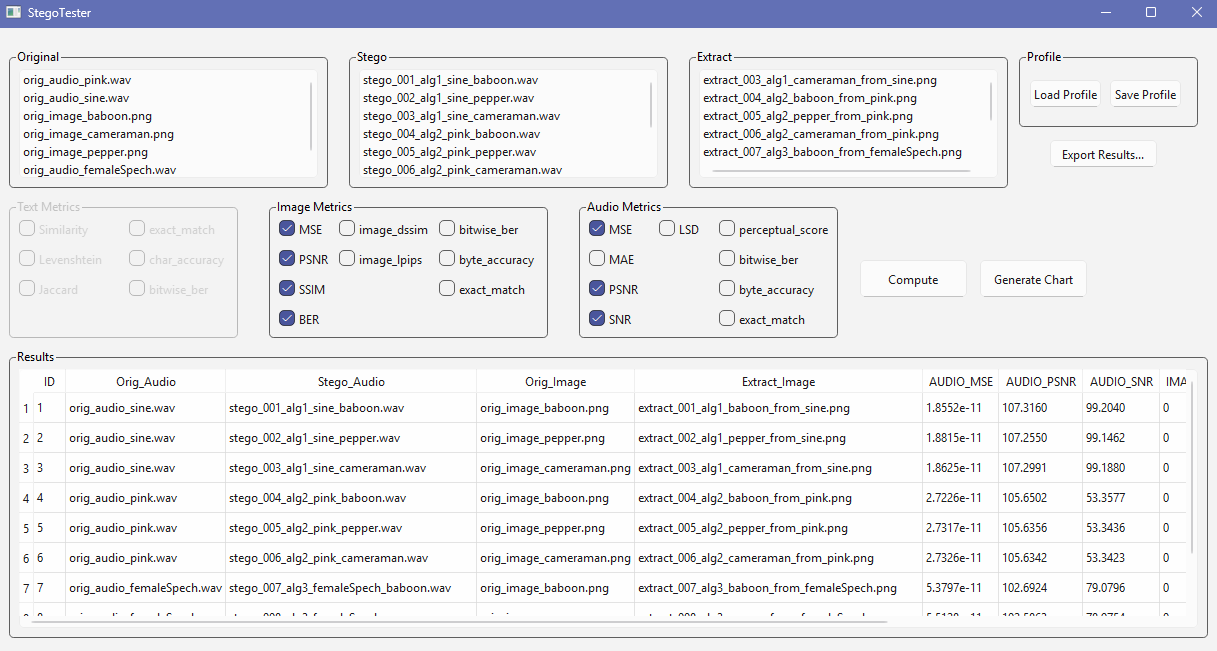 StegoTester
Original
orig_audio_pink.wav
orig_audio_sine.wav
orig_image_baboon.png
orig_image_cameraman.png
orig_image_pepper.png
orig_audio_femaleSpech.wav
Stego
stego_001_alg1_sine_baboon.wav
stego_002_alg1_sine_pepper.wav
stego_003_alg1_sine_cameraman.wav
stego_004_alg2_pink_baboon.wav
stego_005_alg2_pink_pepper.wav
stego_006_alg2_pink_cameraman.wav
Extract
extract_003_alg1_cameraman_from_sine.png
extract_004_alg2_baboon_from_pink.png
extract_005_alg2_pepper_from_pink.png
extract_006_alg2_cameraman_from_pink.png
extract_007_alg3_baboon_from_femaleSpech.png
Profile
Load Profile Save Profile
Export Results...
Text Metrics
Similarity exact_match
Levenshtein char_accuracy
Jaccard bitwise_ber
Image Metrics
MSE image_dssim bitwise_ber
PSNR image_lpips byte_accuracy
SSIM exact_match
BER
Audio Metrics
MSE LSD perceptual_score
MAE bitwise_ber
PSNR byte_accuracy
SNR exact_match
Compute Generate Chart
Results
ID Orig_Audio Stego_Audio Orig_Image Extract_Image AUDIO_MSE AUDIO_PSNR AUDIO_SNR IMA
1 1 orig_audio_sine.wav stego_001_alg1_sine_baboon.wav orig_image_baboon.png extract_001_alg1_baboon_from_sine.png 1.8552e-11 107.3160 99.2040 0
2 2 orig_audio_sine.wav stego_002_alg1_sine_pepper.wav orig_image_pepper.png extract_002_alg1_pepper_from_sine.png 1.8815e-11 107.2550 99.1462 0
3 3 orig_audio_sine.wav stego_003_alg1_sine_cameraman.wav orig_image_cameraman.png extract_003_alg1_cameraman_from_sine.png 1.8625e-11 107.2991 99.1880 0
4 4 orig_audio_pink.wav stego_004_alg2_pink_baboon.wav orig_image_baboon.png extract_004_alg2_baboon_from_pink.png 2.7226e-11 105.6502 53.3577 0
5 5 orig_audio_pink.wav stego_005_alg2_pink_pepper.wav orig_image_pepper.png extract_005_alg2_pepper_from_pink.png 2.7317e-11 105.6356 53.3436 0
6 6 orig_audio_pink.wav stego_006_alg2_pink_cameraman.wav orig_image_cameraman.png extract_006_alg2_cameraman_from_pink.png 2.7326e-11 105.6342 53.3423 0
7 7 orig_audio_femaleSpech.wav stego_007_alg3_femaleSpech_baboon.wav orig_image_baboon.png extract_007_alg3_baboon_from_femaleSpech.png 5.3797e-11 102.6924 79.0796 0